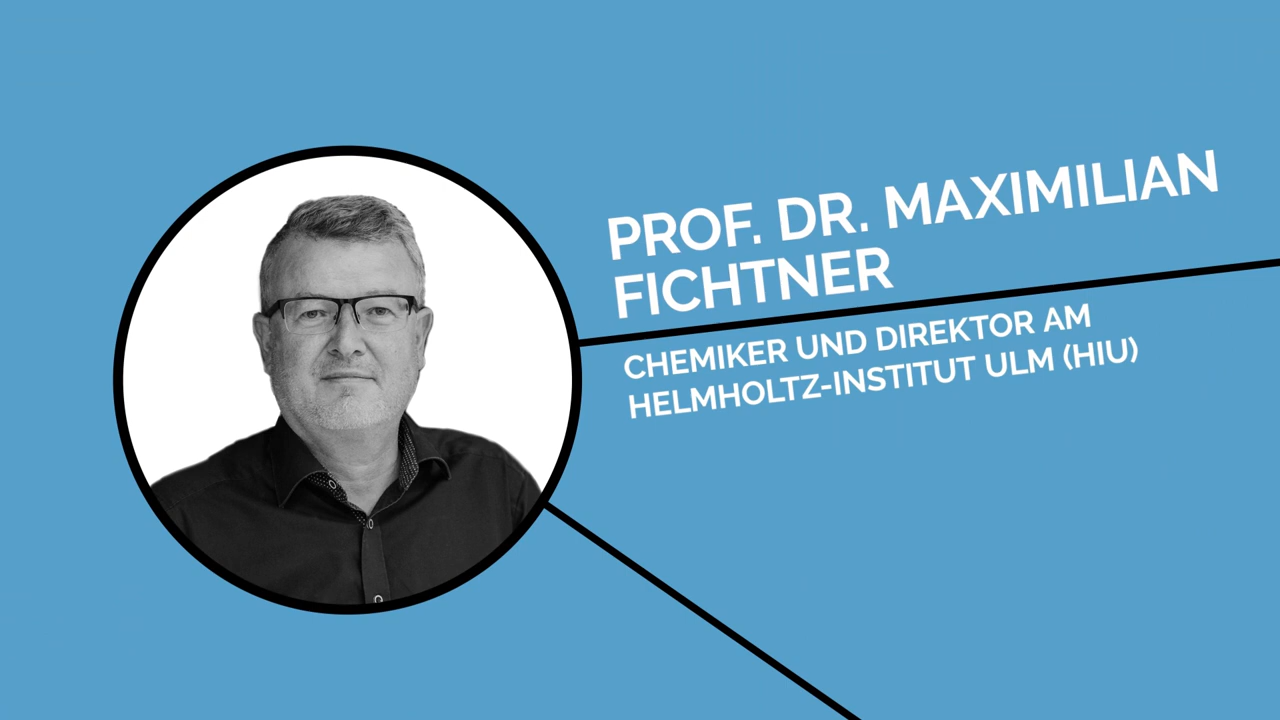 PROF. DR. MAXIMILIAN
FICHTNER
CHEMIKER UND DIREKTOR AM
HELMHOLTZ-INSTITUT ULM (HIU)